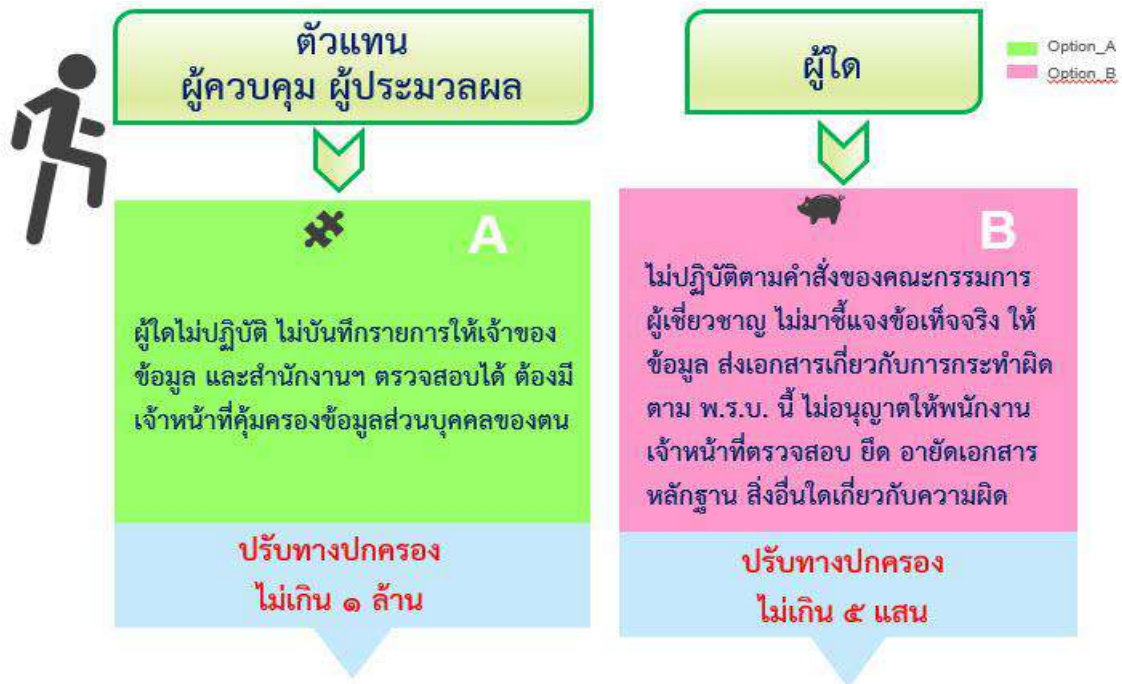 ตัวแทน
ผู้ควบคุม ผู้ประมวลผล
ผู้ใด
Option_A
Option_B
A
ผู้ใดไม่ปฏิบัติ ไม่บันทึกรายการให้เจ้าของ
ข้อมูล และสำนักงานฯ ตรวจสอบได้ ต้องมี
เจ้าหน้าที่คุ้มครองข้อมูลส่วนบุคคลของตน
ปรับทางปกครอง
ไม่เกิน ๑ ล้าน
B
ไม่ปฏิบัติตามคำสั่งของคณะกรรมการ
ผู้เชี่ยวชาญ ไม่มาชี้แจงข้อเท็จจริง ให้
ข้อมูล ส่งเอกสารเกี่ยวกับการกระทำผิด
ตาม พ.ร.บ. นี้ ไม่อนุญาตให้พนักงาน
เจ้าหน้าที่ตรวจสอบ ยึด อายัดเอกสาร
หลักฐาน สิ่งอื่นใดเกี่ยวกับความผิด
ปรับทางปกครอง
ไม่เกิน ๕ แสน